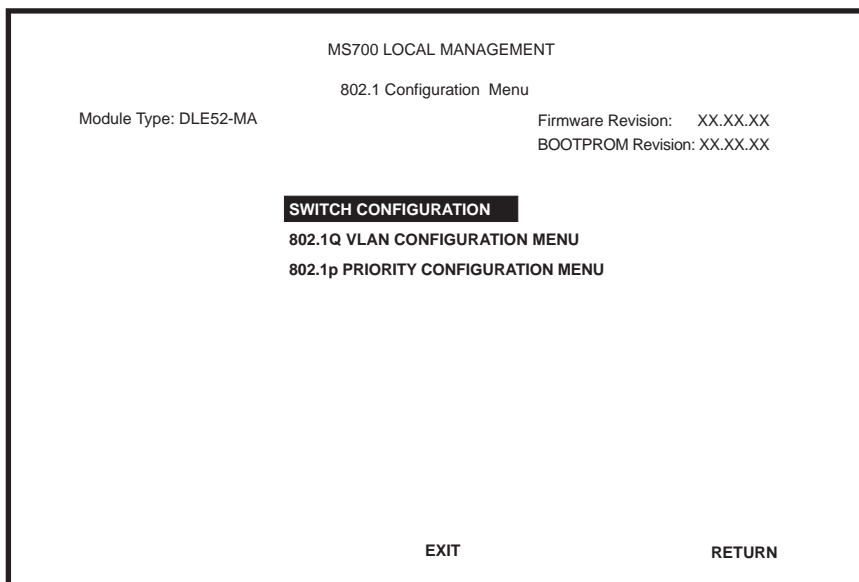 MS700 LOCAL MANAGEMENT
802.1 Configuration Menu
Module Type: DLE52-MA
Firmware Revision: XX.XX.XX
BOOTPROM Revision: XX.XX.XX
SWITCH CONFIGURATION
802.1Q VLAN CONFIGURATION MENU
802.1p PRIORITY CONFIGURATION MENU
EXIT
RETURN